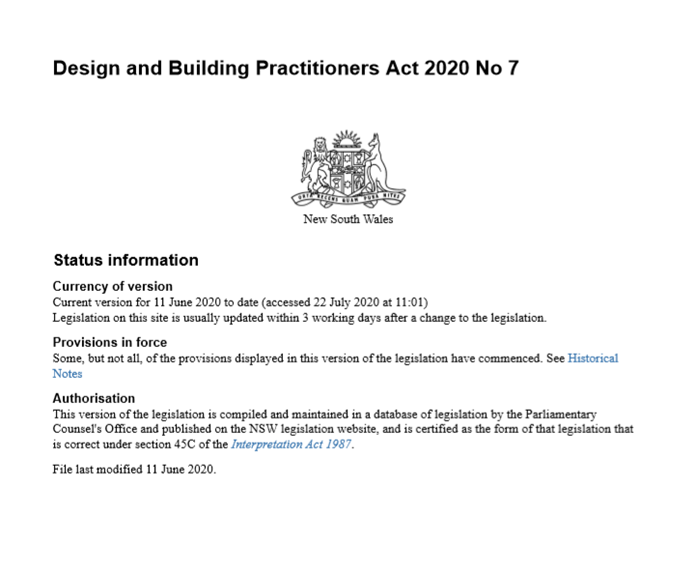 Design and Building Practitioners Act 2020 No 7
New South Wales
Status information
Currency of version
Current version for 11 June 2020 to date (accessed 22 July 2020 at 11:01)
Legislation on this site is usually updated within 3 working days after a change to the legislation.
Provisions in force
Some, but not all, of the provisions displayed in this version of the legislation have commenced. See Historical
Notes
Authorisation
This version of the legislation is compiled and maintained in a database of legislation by the Parliamentary
Counsel's Office and published on the NSW legislation website, and is certified as the form of that legislation that
is correct under section 45C of the Interpretation Act 1987.
File last modified 11 June 2020.